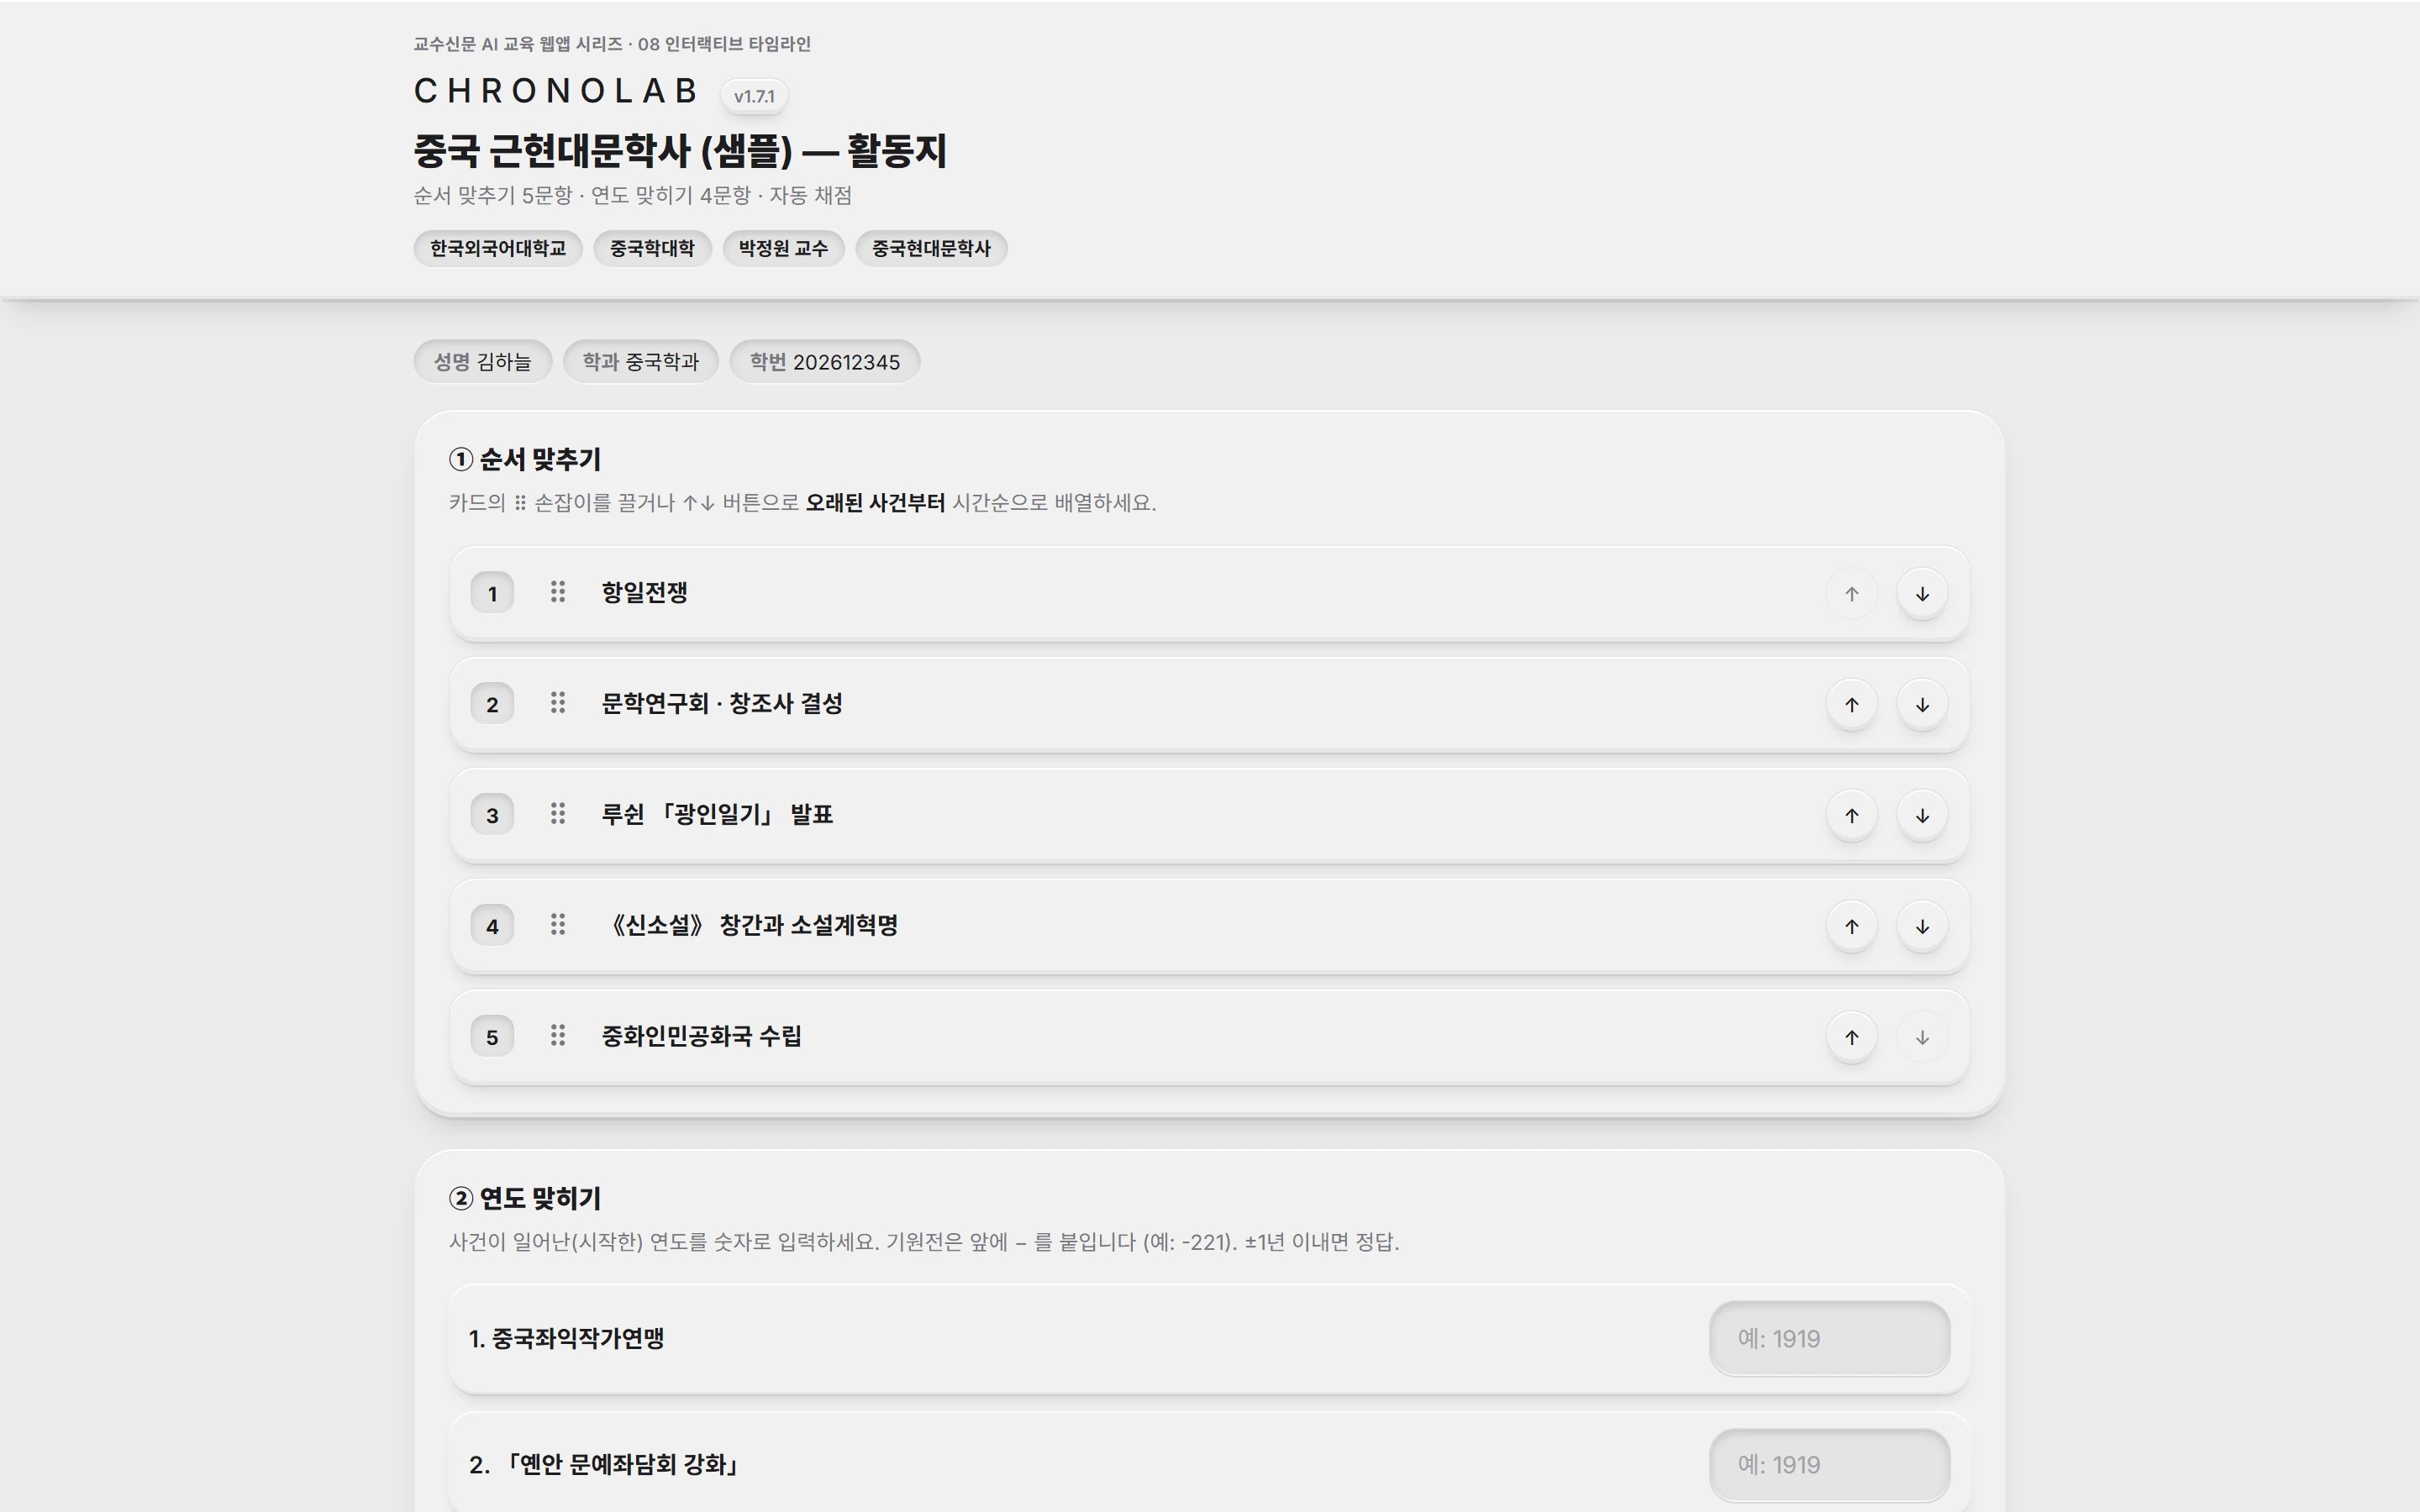 교수신문 AI 교육 웹앱 시리즈 · 08 인터랙티브 타임라인
CHRONOLAB v1.7.1
중국 근현대문학사 (샘플) — 활동지
순서 맞추기 5문항 · 연도 맞히기 4문항 · 자동 채점
한국외국어대학교 중국학대학 박정원 교수 중국현대문학사
성명 김하늘 학과 중국학과 학번 202612345
① 순서 맞추기
카드의 ⠿ 손잡이를 끌거나 ↑↓ 버튼으로 오래된 사건부터 시간순으로 배열하세요.
1 ⠿ 항일전쟁 ↑ ↓
2 ⠿ 문학연구회 · 창조사 결성 ↑ ↓
3 ⠿ 루쉰 「광인일기」 발표 ↑ ↓
4 ⠿ 《신소설》 창간과 소설계혁명 ↑ ↓
5 ⠿ 중화인민공화국 수립 ↑ ↓
② 연도 맞히기
사건이 일어난(시작한) 연도를 숫자로 입력하세요. 기원전은 앞에 − 를 붙입니다 (예: -221). ±1년 이내면 정답.
1. 중국좌익작가연맹 예: 1919
2. 「옌안 문예좌담회 강화」 예: 1919